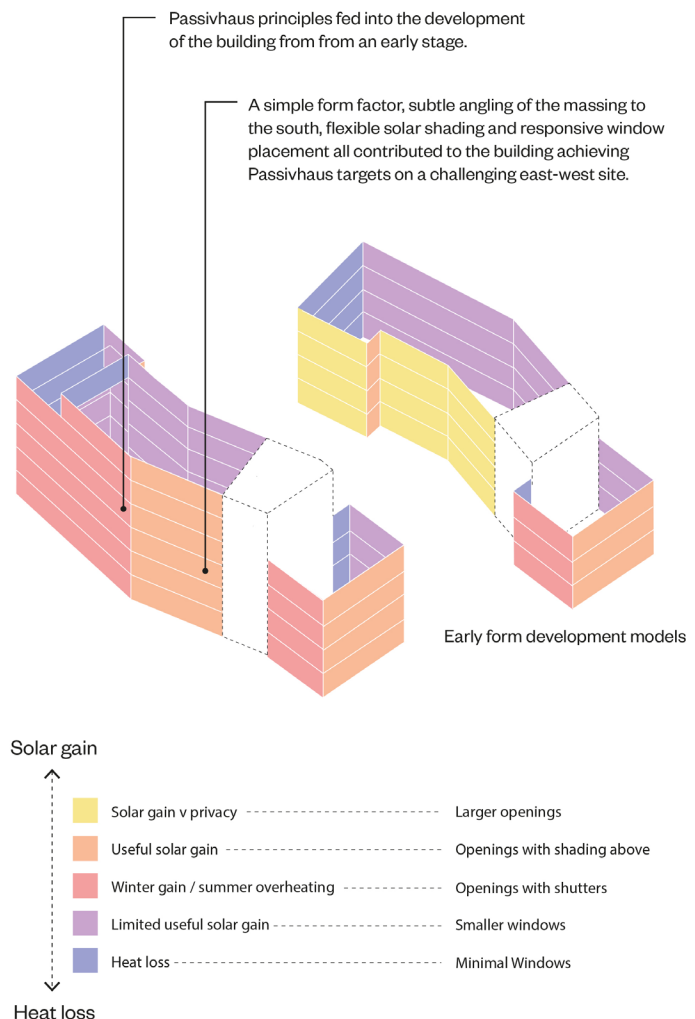 Passivhaus principles fed into the development
of the building from from an early stage.
A simple form factor, subtle angling of the massing to
the south, flexible solar shading and responsive window
placement all contributed to the building achieving
Passivhaus targets on a challenging east-west site.
Early form development models
Solar gain
Solar gain v privacy Larger openings
Useful solar gain Openings with shading above
Winter gain / summer overheating Openings with shutters
Limited useful solar gain Smaller windows
Heat loss Minimal Windows
Heat loss